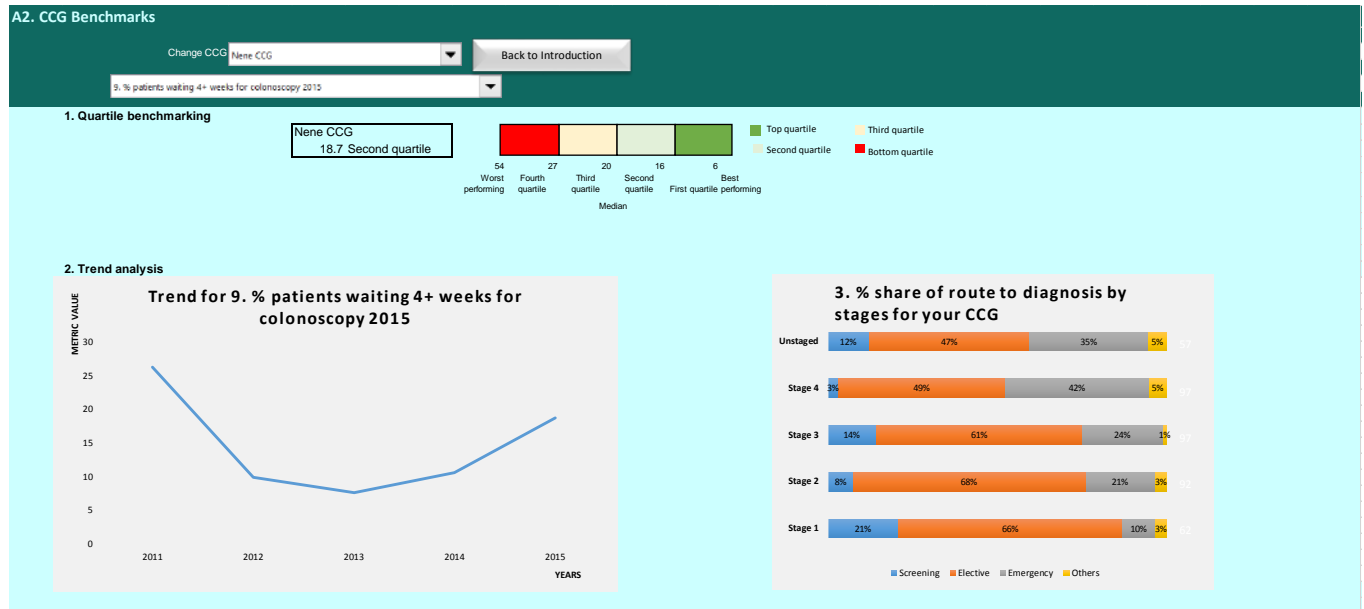 A2. CCG Benchmarks
Change CCG Nene CCG
Back to Introduction
9. % patients waiting 4+ weeks for colonoscopy 2015
1. Quartile benchmarking
Nene CCG
18.7 Second quartile
Top quartile
Third quartile
Second quartile
Bottom quartile
54 27 20 16 6
Worst performing
Fourth quartile
Third quartile
Second quartile
First quartile
Best performing
Median
2. Trend analysis
Trend for 9. % patients waiting 4+ weeks for
colonoscopy 2015
METRIC VALUE
30
25
20
15
10
5
0
2011 2012 2013 2014 2015
YEARS
3. % share of route to diagnosis by
stages for your CCG
Unstaged 12% 47% 35% 5% 57
Stage 4 3% 49% 42% 5% 97
Stage 3 14% 61% 24% 1% 92
Stage 2 8% 68% 21% 3% 92
Stage 1 21% 66% 10% 3% 62
Screening Elective Emergency Others